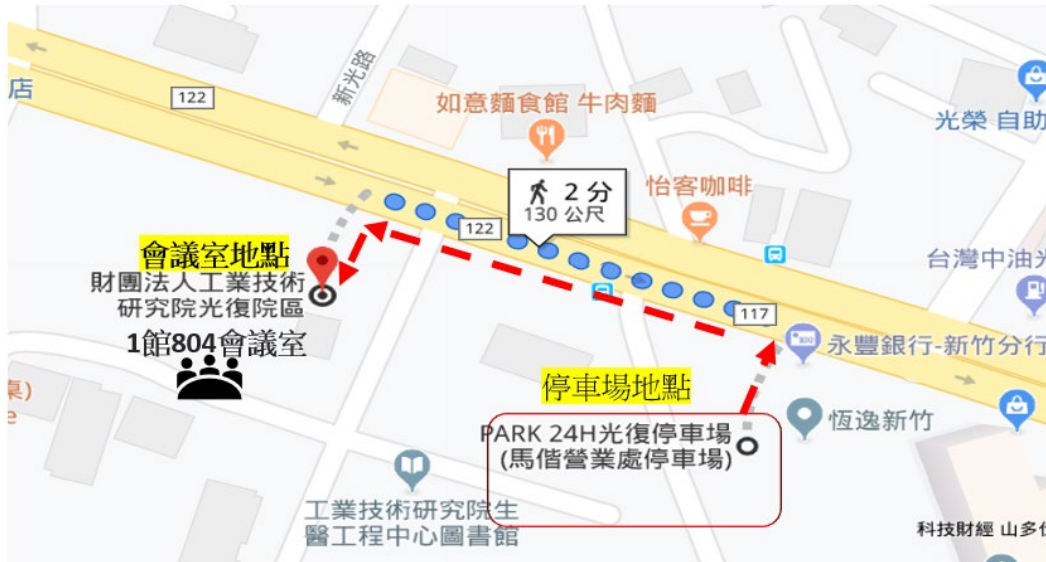 店
122
新光路
如意麵食館 牛肉麵
光榮 自助
2 分
130 公尺
怡客咖啡
122
會議室地點
財團法人工業技術
研究院光復院區
1館804會議室
台灣中油光
117
永豐銀行-新竹分行
停車場地點
桌)
e
恆逸新竹
PARK 24H光復停車場
(馬偕營業處停車場)
工業技術研究院生
醫工程中心圖書館
科技財經 山多